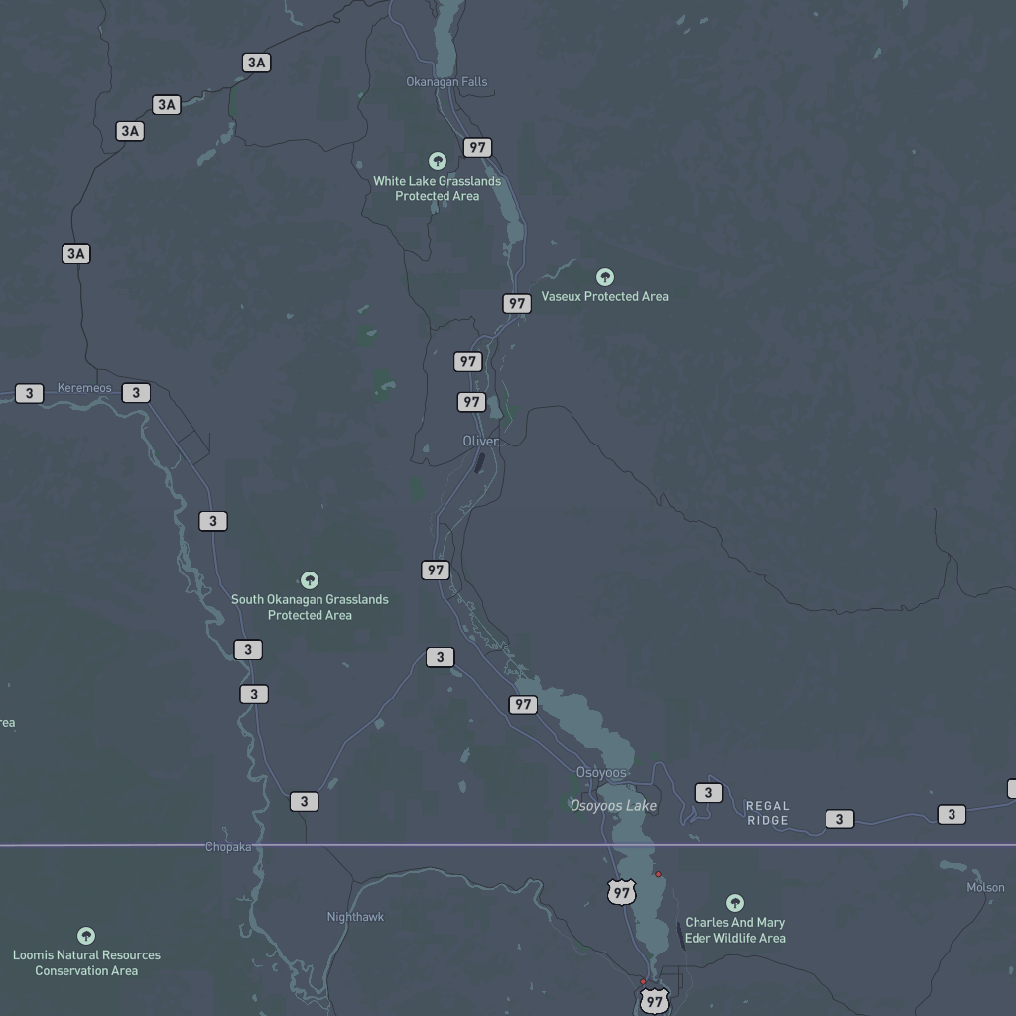 3A
Okanagan Falls
3A
3A
97
White Lake Grasslands
Protected Area
3A
Vaseux Protected Area
97
97
3
Keremeos
3
97
Oliver
3
97
South Okanagan Grasslands
Protected Area
3
3
3
97
rea
Osoyoos
3
3
Osoyoos Lake
REGAL
RIDGE
3
3
Chopaka
97
Molson
Nighthawk
Charles And Mary
Eder Wildlife Area
Loomis Natural Resources
Conservation Area
97